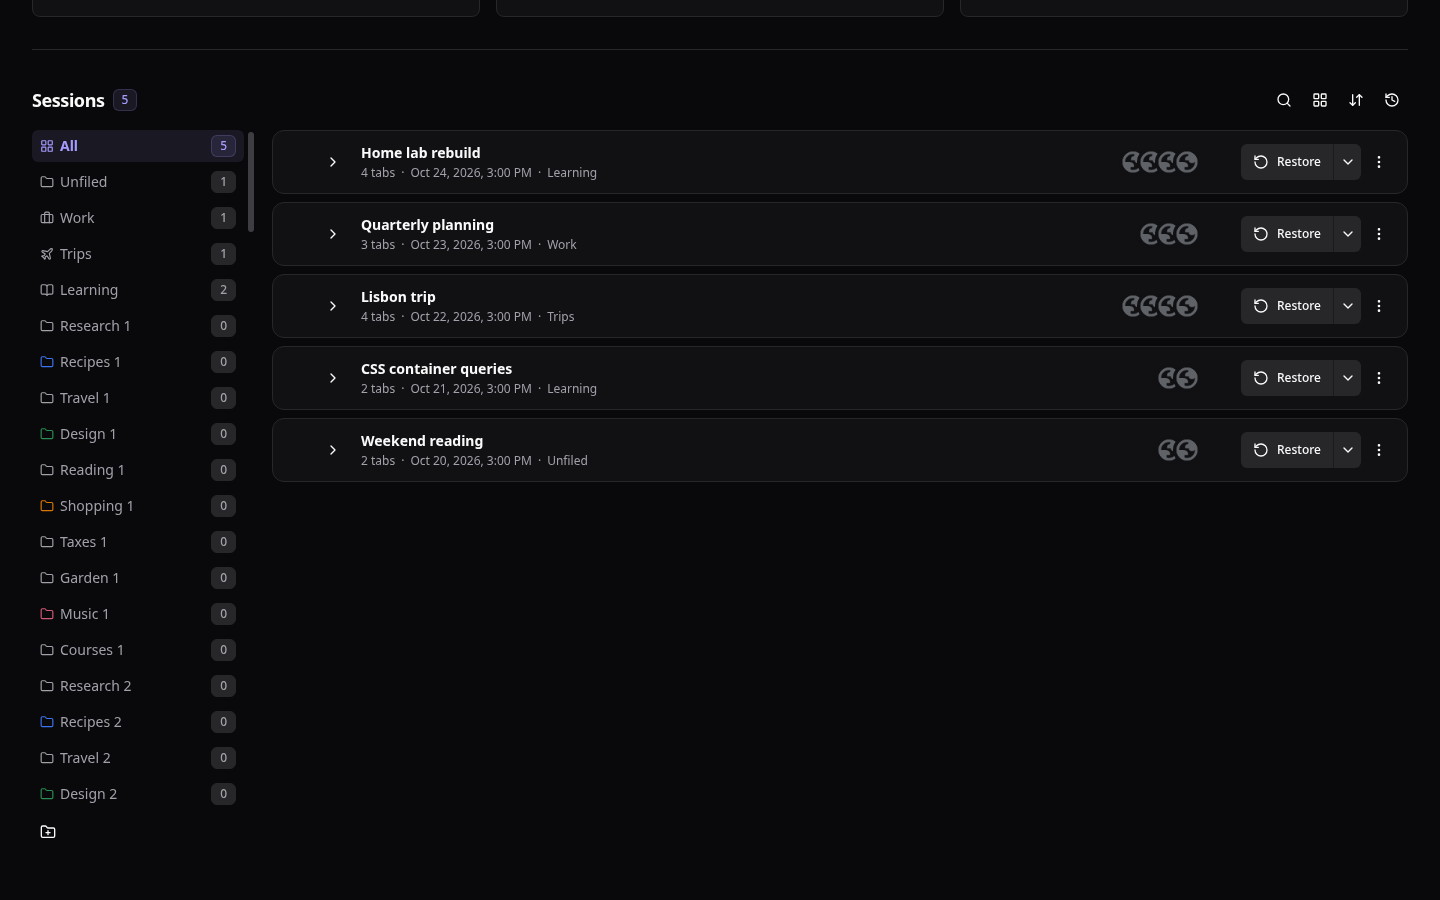 Sessions 5
All 5
Unfiled 1
Work 1
Trips 1
Learning 2
Research 1 0
Recipes 1 0
Travel 1 0
Design 1 0
Reading 1 0
Shopping 1 0
Taxes 1 0
Garden 1 0
Music 1 0
Courses 1 0
Research 2 0
Recipes 2 0
Travel 2 0
Design 2 0
Home lab rebuild
4 tabs · Oct 24, 2026, 3:00 PM · Learning
Restore
Quarterly planning
3 tabs · Oct 23, 2026, 3:00 PM · Work
Restore
Lisbon trip
4 tabs · Oct 22, 2026, 3:00 PM · Trips
Restore
CSS container queries
2 tabs · Oct 21, 2026, 3:00 PM · Learning
Restore
Weekend reading
2 tabs · Oct 20, 2026, 3:00 PM · Unfiled
Restore